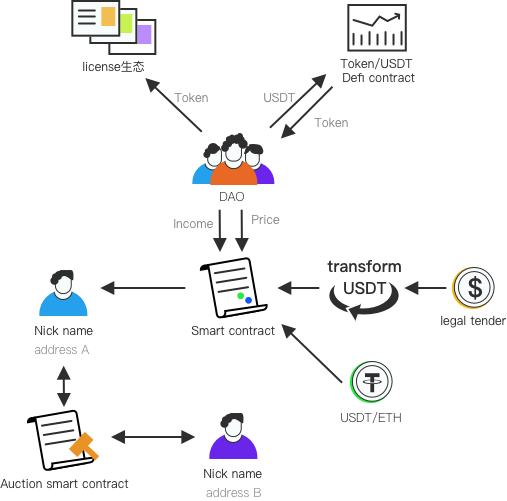 license生态
Token/USDT
Defi contract
Token
USDT
Token
DAO
Income
Price
transform
USDT
Smart contract
legal tender
Nick name
address A
USDT/ETH
Auction smart contract
Nick name
address B